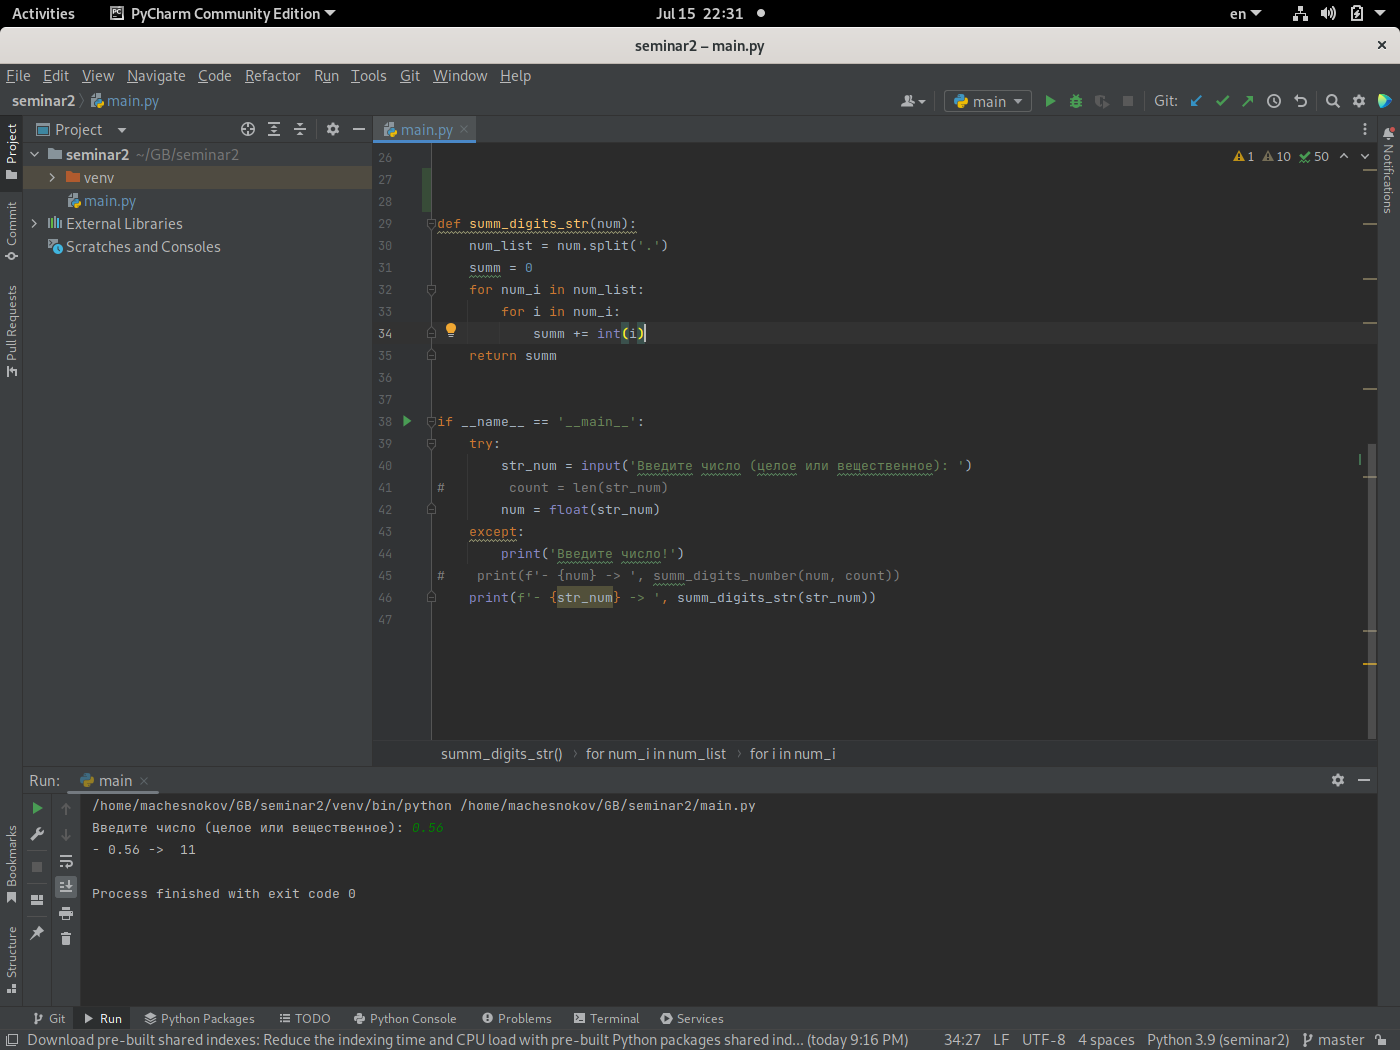 Activities PyCharm Community Edition Jul 15 22:31 en
seminar2 – main.py
File Edit View Navigate Code Refactor Run Tools Git Window Help
seminar2 main.py main Git:
Project
main.py
seminar2 ~/GB/seminar2
venv
main.py
External Libraries
Scratches and Consoles
Project
Commit
Pull Requests
Bookmarks
Structure
Notifications
1 10 50
26
27
28
29 def summ_digits_str(num):
30 num_list = num.split('.')
31 summ = 0
32 for num_i in num_list:
33 for i in num_i:
34 summ += int(i)
35 return summ
36
37
38 if __name__ == '__main__':
39 try:
40 str_num = input('Введите число (целое или вещественное): ')
41 # count = len(str_num)
42 num = float(str_num)
43 except:
44 print('Введите число!')
45 # print(f'- {num} -> ', summ_digits_number(num, count))
46 print(f'- {str_num} -> ', summ_digits_str(str_num))
47
summ_digits_str() › for num_i in num_list › for i in num_i
Run: main
/home/machesnokov/GB/seminar2/venv/bin/python /home/machesnokov/GB/seminar2/main.py
Введите число (целое или вещественное): 0.56
- 0.56 ->  11
Process finished with exit code 0
Git Run Python Packages TODO Python Console Problems Terminal Services
Download pre-built shared indexes: Reduce the indexing time and CPU load with pre-built Python packages shared ind... (today 9:16 PM) 34:27 LF UTF-8 4 spaces Python 3.9 (seminar2) master